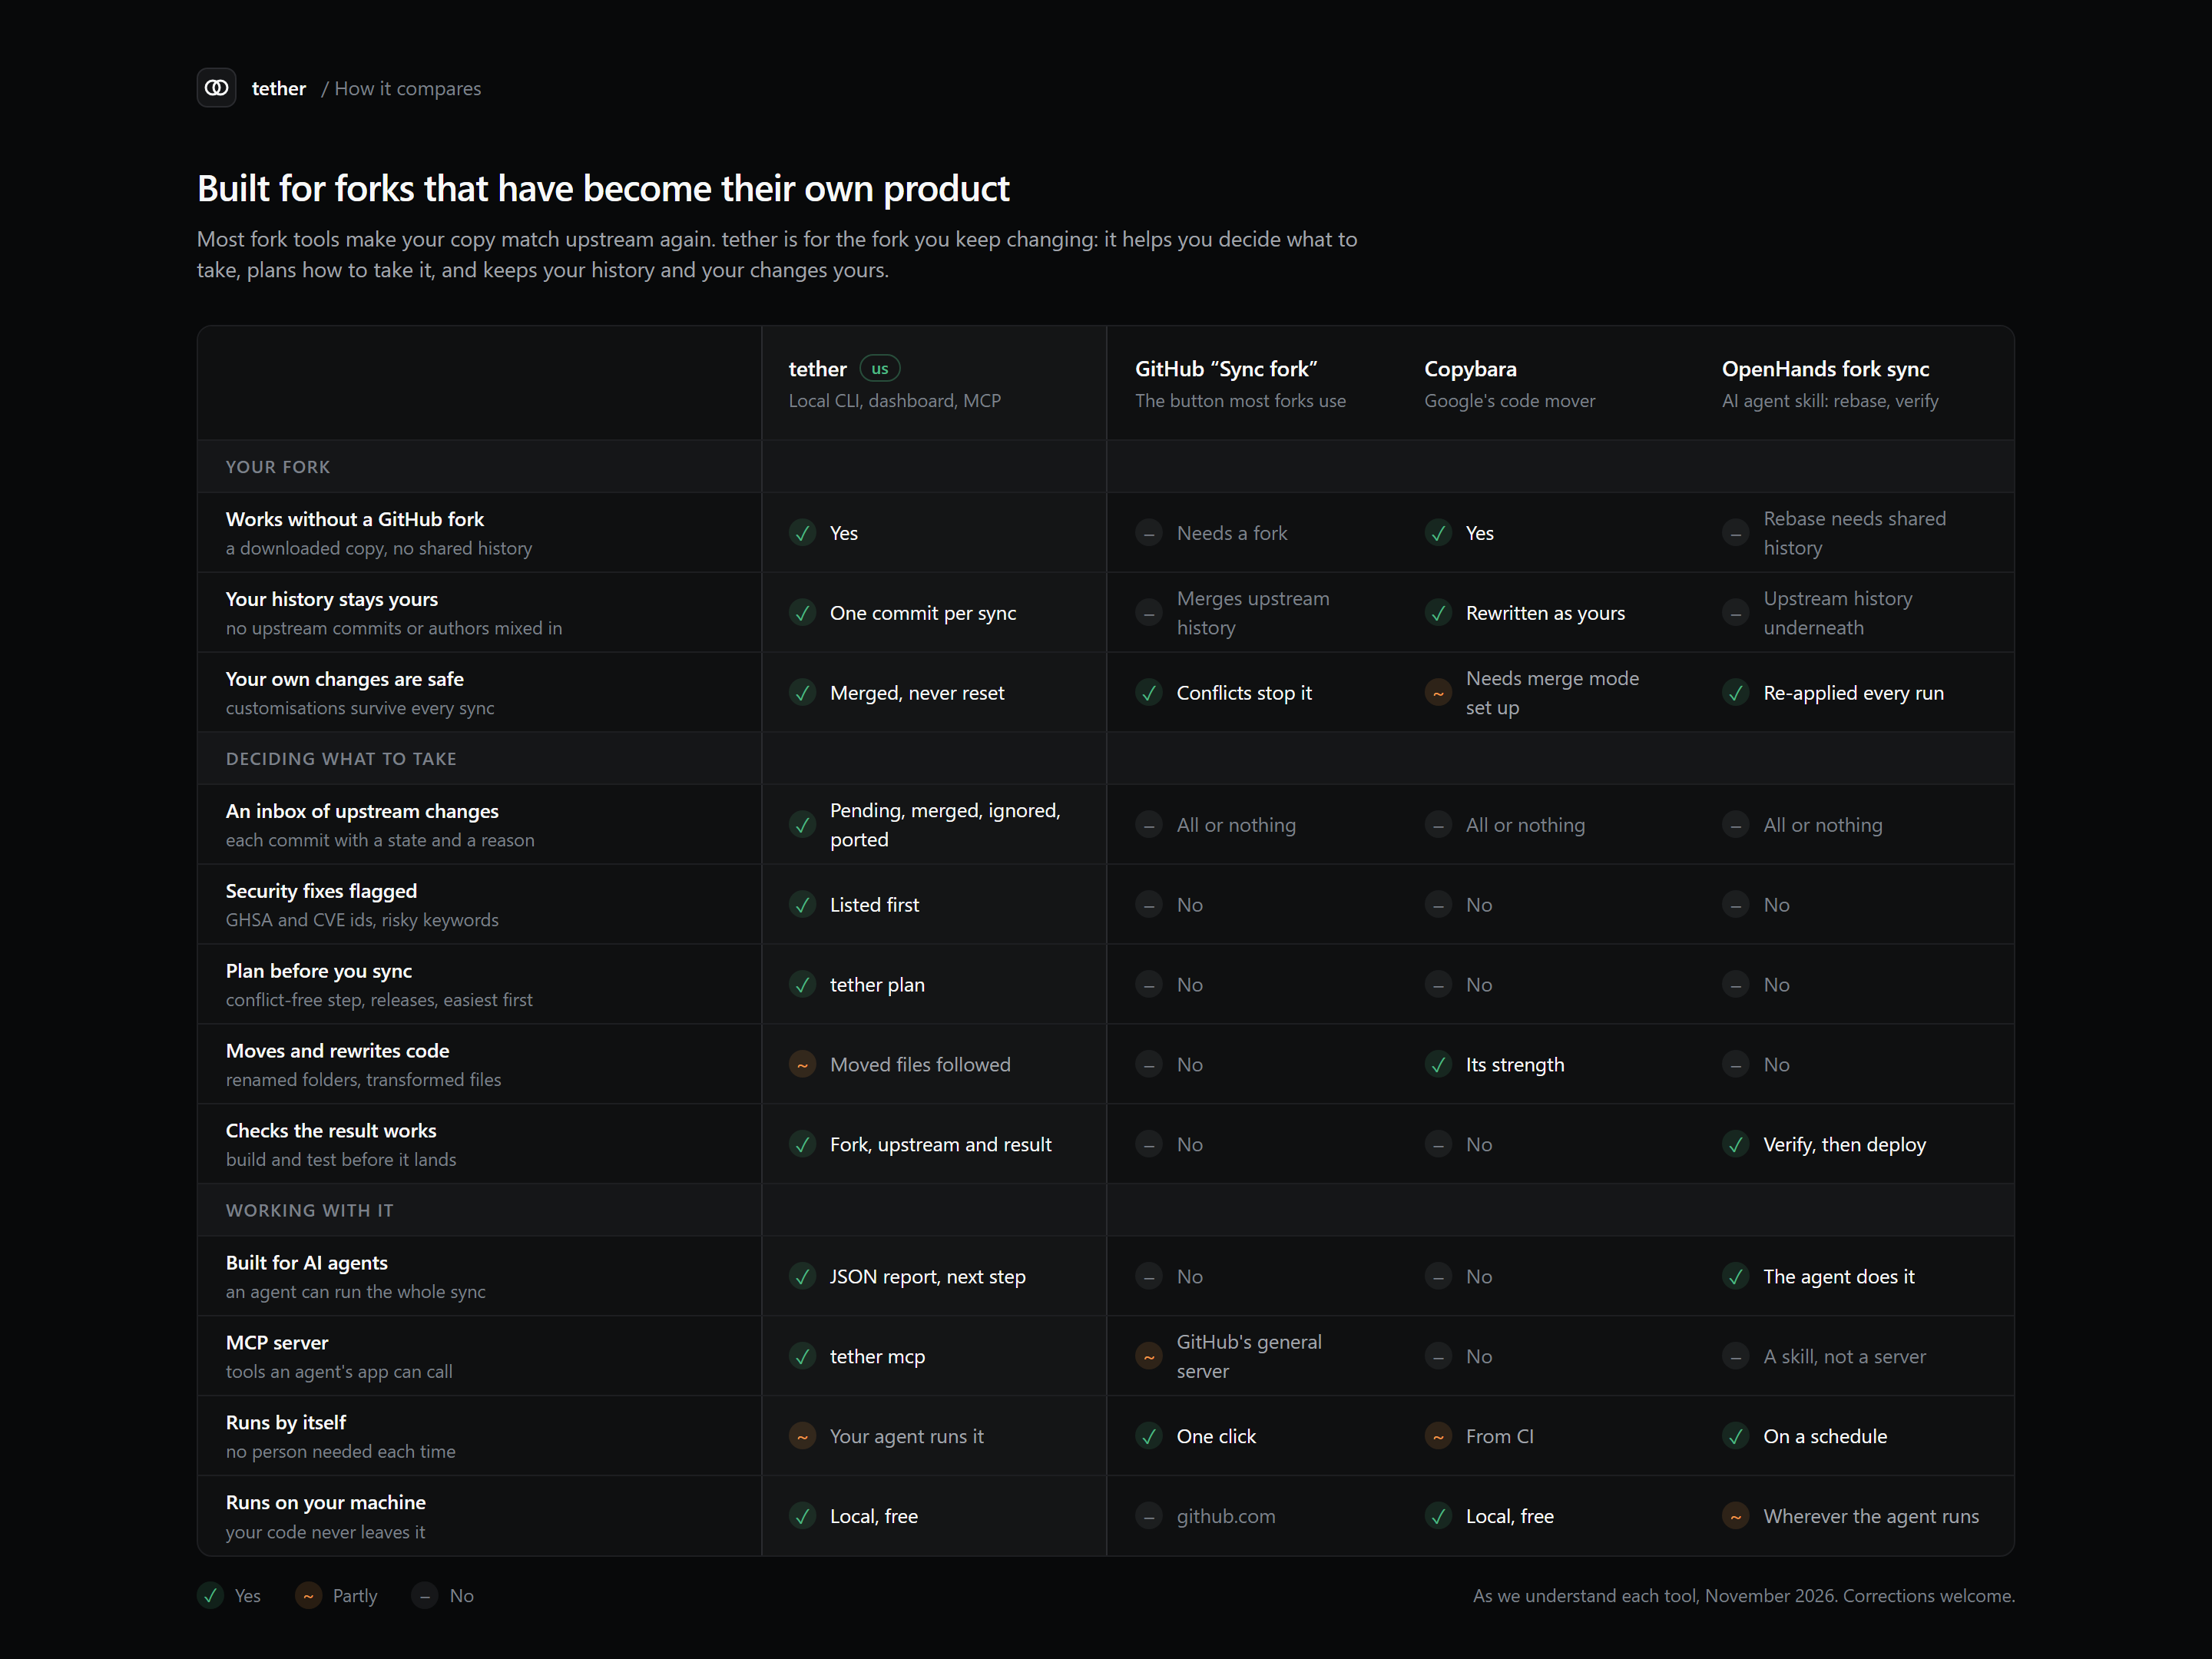 tether / How it compares
Built for forks that have become their own product
Most fork tools make your copy match upstream again. tether is for the fork you keep changing: it helps you decide what to
take, plans how to take it, and keeps your history and your changes yours.
tether us
Local CLI, dashboard, MCP
GitHub “Sync fork”
The button most forks use
Copybara
Google's code mover
OpenHands fork sync
AI agent skill: rebase, verify
YOUR FORK
Works without a GitHub fork
a downloaded copy, no shared history
✓ Yes
– Needs a fork
✓ Yes
– Rebase needs shared
history
Your history stays yours
no upstream commits or authors mixed in
✓ One commit per sync
– Merges upstream
history
✓ Rewritten as yours
– Upstream history
underneath
Your own changes are safe
customisations survive every sync
✓ Merged, never reset
✓ Conflicts stop it
~ Needs merge mode
set up
✓ Re-applied every run
DECIDING WHAT TO TAKE
An inbox of upstream changes
each commit with a state and a reason
✓ Pending, merged, ignored,
ported
– All or nothing
– All or nothing
– All or nothing
Security fixes flagged
GHSA and CVE ids, risky keywords
✓ Listed first
– No
– No
– No
Plan before you sync
conflict-free step, releases, easiest first
✓ tether plan
– No
– No
– No
Moves and rewrites code
renamed folders, transformed files
~ Moved files followed
– No
✓ Its strength
– No
Checks the result works
build and test before it lands
✓ Fork, upstream and result
– No
– No
✓ Verify, then deploy
WORKING WITH IT
Built for AI agents
an agent can run the whole sync
✓ JSON report, next step
– No
– No
✓ The agent does it
MCP server
tools an agent's app can call
✓ tether mcp
~ GitHub's general
server
– No
– A skill, not a server
Runs by itself
no person needed each time
~ Your agent runs it
✓ One click
~ From CI
✓ On a schedule
Runs on your machine
your code never leaves it
✓ Local, free
– github.com
✓ Local, free
~ Wherever the agent runs
✓ Yes ~ Partly – No
As we understand each tool, November 2026. Corrections welcome.